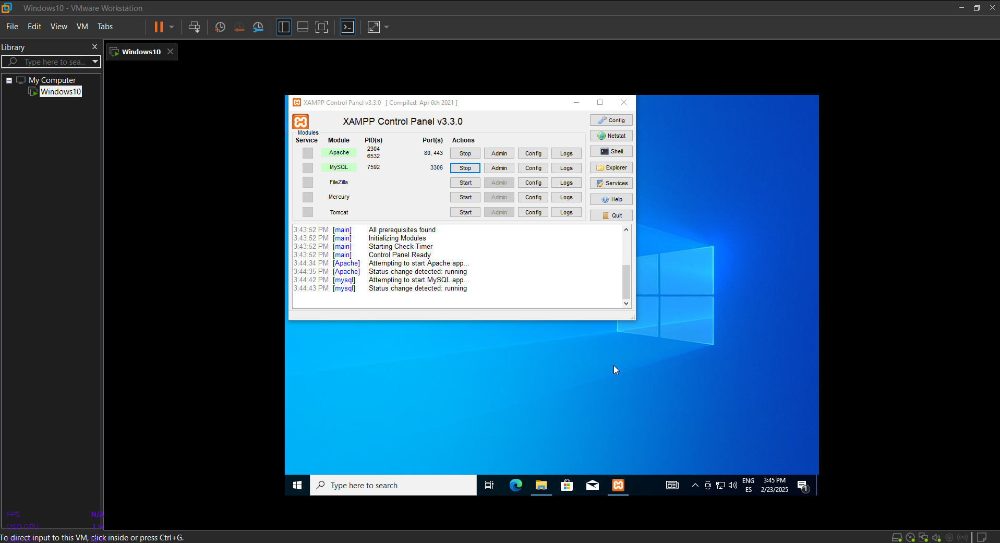 Windows10 - VMware Workstation
File Edit View VM Tabs
Library
Type here to sea...
My Computer
Windows10
Windows10
XAMPP Control Panel v3.3.0 [ Compiled: Apr 6th 2021 ]
XAMPP Control Panel v3.3.0
Config
Modules
Service Module PID(s) Port(s) Actions
Netstat
Apache 2304 6532 80, 443 Stop Admin Config Logs
Shell
MySQL 7592 3306 Stop Admin Config Logs
Explorer
FileZilla Start Admin Config Logs
Services
Mercury Start Admin Config Logs
Help
Tomcat Start Admin Config Logs
Quit
3:43:52 PM [main] All prerequisites found
3:43:52 PM [main] Initializing Modules
3:43:52 PM [main] Starting Check-Timer
3:43:52 PM [main] Control Panel Ready
3:44:34 PM [Apache] Attempting to start Apache app...
3:44:35 PM [Apache] Status change detected: running
3:44:42 PM [mysql] Attempting to start MySQL app...
3:44:43 PM [mysql] Status change detected: running
Type here to search
ENG
ES
3:45 PM
2/23/2025
1
FPS N/A
USO GPU 1 %
To direct input to this VM, click inside or press Ctrl+G.